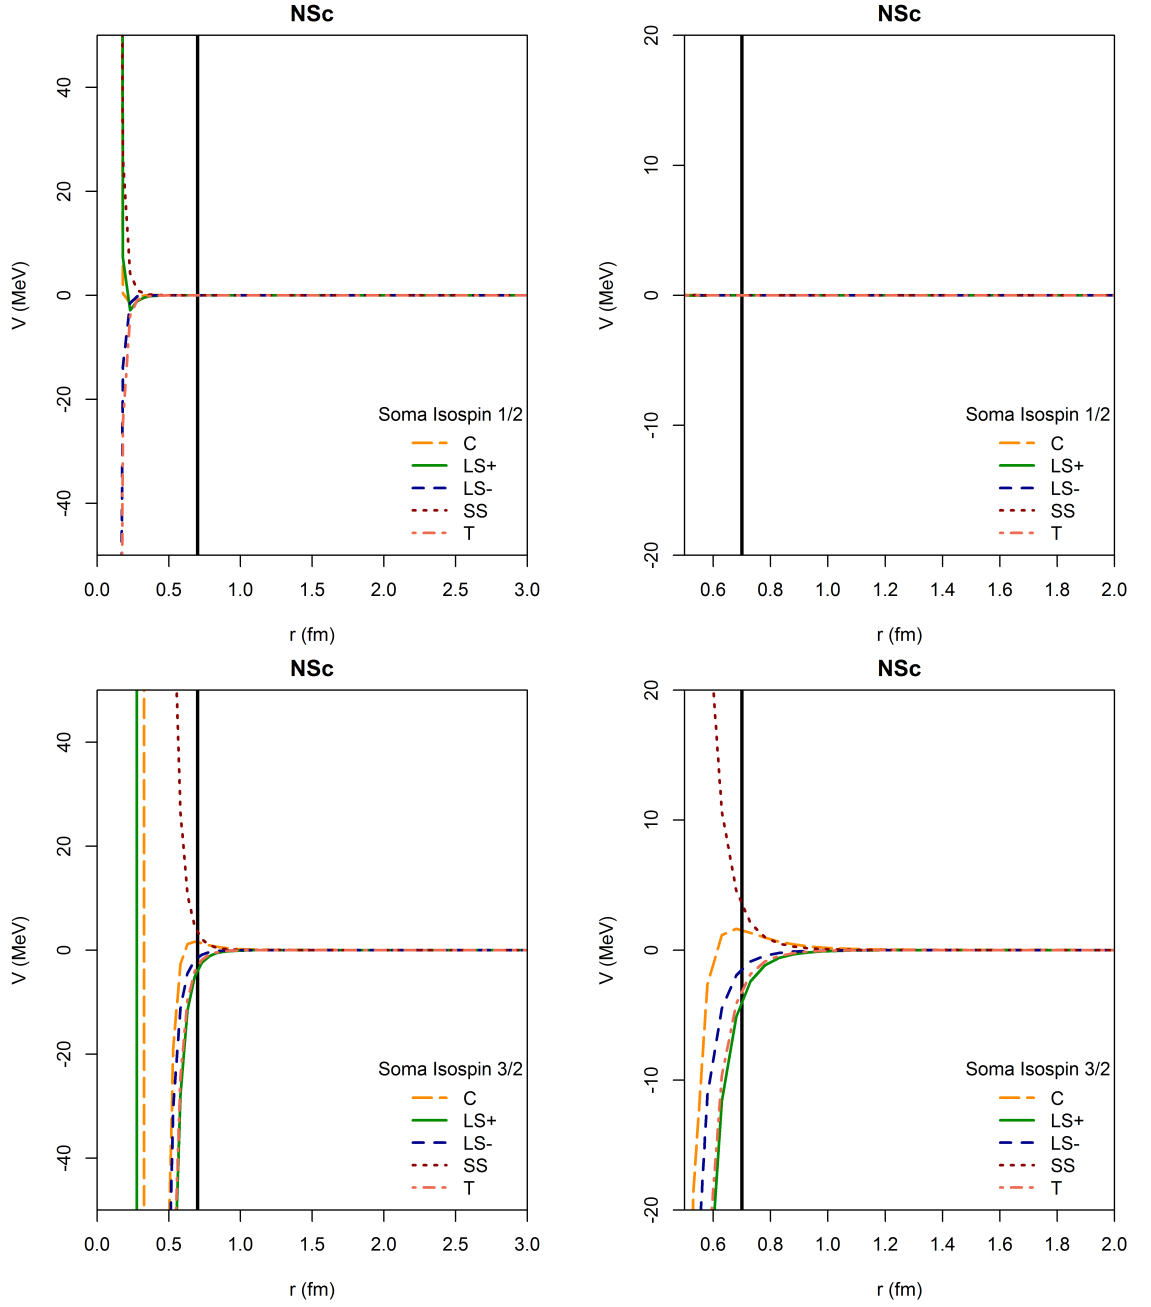 NSc
40
20
0
-20
-40
V (MeV)
Soma Isospin 1/2
C
LS+
LS-
SS
T
0.0 0.5 1.0 1.5 2.0 2.5 3.0
r (fm)
NSc
20
10
0
-10
-20
V (MeV)
Soma Isospin 1/2
C
LS+
LS-
SS
T
0.6 0.8 1.0 1.2 1.4 1.6 1.8 2.0
r (fm)
NSc
40
20
0
-20
-40
V (MeV)
Soma Isospin 3/2
C
LS+
LS-
SS
T
0.0 0.5 1.0 1.5 2.0 2.5 3.0
r (fm)
NSc
20
10
0
-10
-20
V (MeV)
Soma Isospin 3/2
C
LS+
LS-
SS
T
0.6 0.8 1.0 1.2 1.4 1.6 1.8 2.0
r (fm)